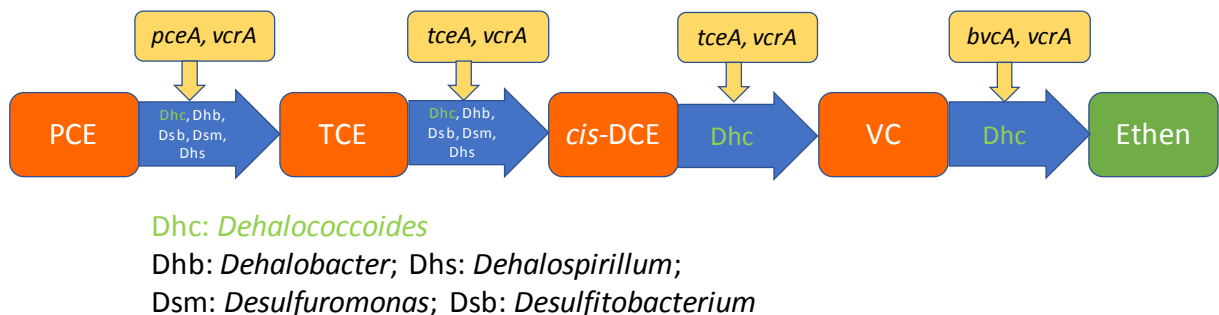 pceA, vcrA
tceA, vcrA
tceA, vcrA
bvcA, vcrA
PCE
Dhc, Dhb,
Dsb, Dsm,
Dhs
TCE
Dhc, Dhb,
Dsb, Dsm,
Dhs
cis-DCE
Dhc
VC
Dhc
Ethen
Dhc: Dehalococcoides
Dhb: Dehalobacter; Dhs: Dehalospirillum;
Dsm: Desulfuromonas; Dsb: Desulfitobacterium